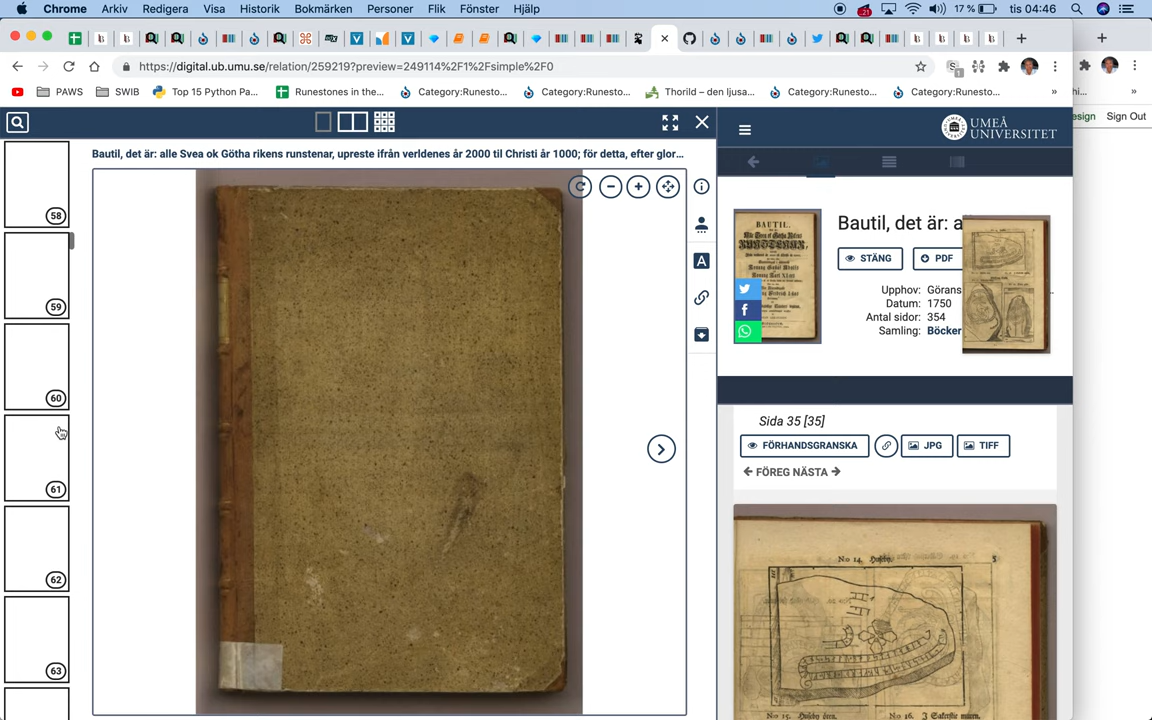 Chrome Arkiv Redigera Visa Historik Bokmärken Personer Flik Fönster Hjälp 21 17 % tis 04:46
https://digital.ub.umu.se/relation/259219?preview=249114%2F1%2Fsimple%2F0
PAWS SWIB Top 15 Python Pa... Runestones in the... Category:Runesto... Category:Runesto... Thorild – den ljusa... Category:Runesto... Category:Runesto... »
esign Sign Out
UMEÅ
UNIVERSITET
Bautil, det är: alle Svea ok Götha rikens runstenar, upreste ifrån verldenes år 2000 til Christi år 1000; för detta, efter glor...
58
59
60
61
62
63
BAUTIL,
Bautil, det är: a
STÄNG PDF
Upphov: Görans
Datum: 1750
Antal sidor: 354
Samling: Böcker
Sida 35 [35]
FÖRHANDSGRANSKA JPG TIFF
FÖREG NÄSTA
No 14. Huseby.
No 15. Huseby No 16. J Sakerstie muren.